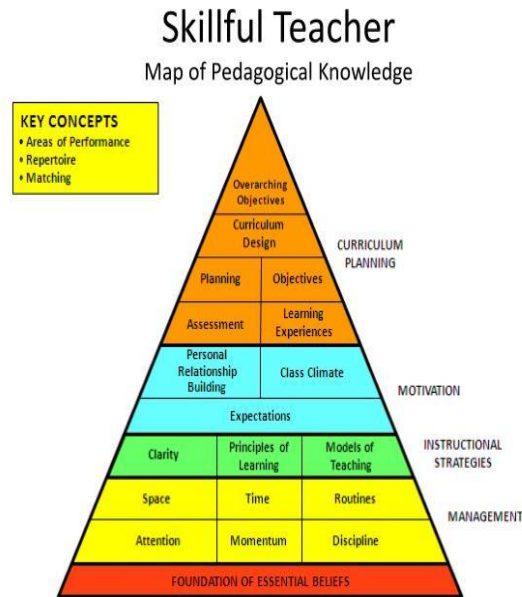 Skillful Teacher
Map of Pedagogical Knowledge
KEY CONCEPTS
• Areas of Performance
• Repertoire
• Matching
Overarching
Objectives
Curriculum
Design
CURRICULUM
PLANNING
Planning
Objectives
Assessment
Learning
Experiences
Personal
Relationship
Building
Class Climate
MOTIVATION
Expectations
Clarity
Principles of
Learning
Models of
Teaching
INSTRUCTIONAL
STRATEGIES
Space
Time
Routines
MANAGEMENT
Attention
Momentum
Discipline
FOUNDATION OF ESSENTIAL BELIEFS